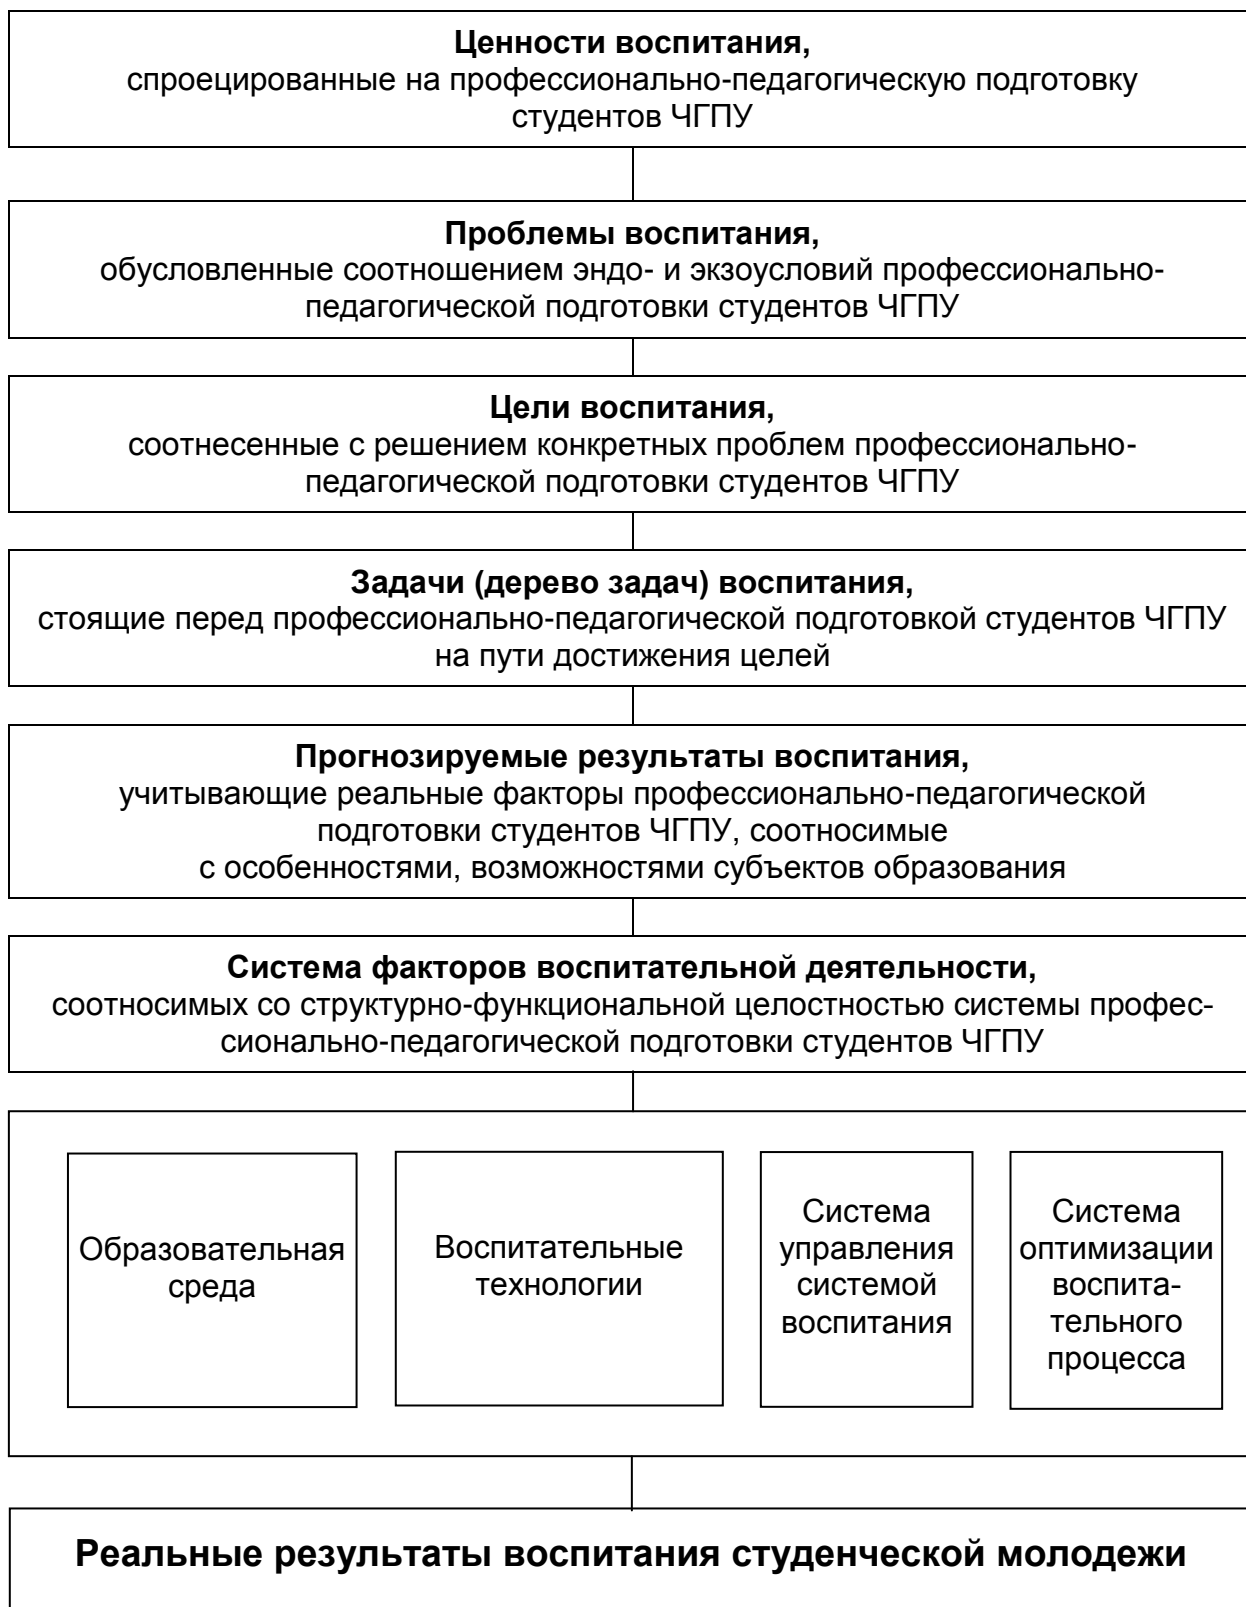 Ценности воспитания,
спроецированные на профессионально-педагогическую подготовку
студентов ЧГПУ
Проблемы воспитания,
обусловленные соотношением эндо- и экзоусловий профессионально-
педагогической подготовки студентов ЧГПУ
Цели воспитания,
соотнесенные с решением конкретных проблем профессионально-
педагогической подготовки студентов ЧГПУ
Задачи (дерево задач) воспитания,
стоящие перед профессионально-педагогической подготовкой студентов ЧГПУ
на пути достижения целей
Прогнозируемые результаты воспитания,
учитывающие реальные факторы профессионально-педагогической
подготовки студентов ЧГПУ, соотносимые
с особенностями, возможностями субъектов образования
Система факторов воспитательной деятельности,
соотносимых со структурно-функциональной целостностью системы профес-
сионально-педагогической подготовки студентов ЧГПУ
Образовательная
среда
Воспитательные
технологии
Система
управления
системой
воспитания
Система
оптимизации
воспита-
тельного
процесса
Реальные результаты воспитания студенческой молодежи